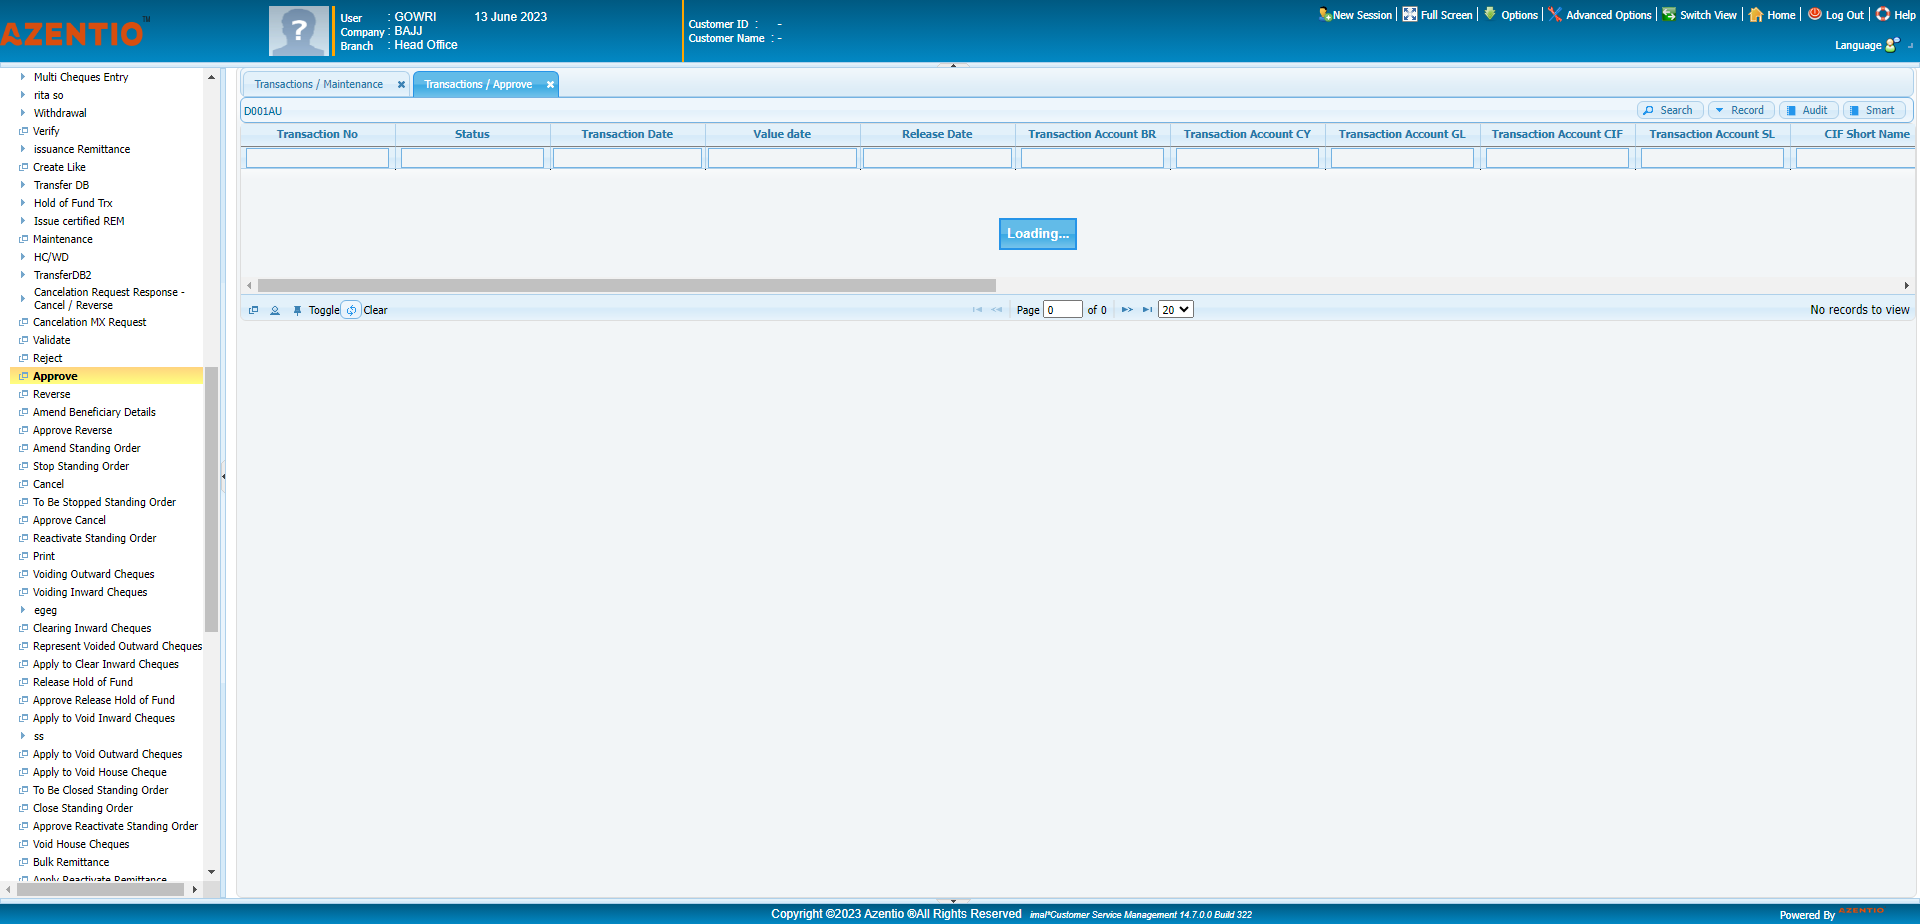 AZENTIO™
User : GOWRI 13 June 2023
Company : BAJJ
Branch : Head Office
Customer ID : -
Customer Name : -
New Session Full Screen Options Advanced Options Switch View Home Log Out Help
Language
Multi Cheques Entry
rita so
Withdrawal
Verify
issuance Remittance
Create Like
Transfer DB
Hold of Fund Trx
Issue certified REM
Maintenance
HC/WD
TransferDB2
Cancelation Request Response -
Cancel / Reverse
Cancelation MX Request
Validate
Reject
Approve
Reverse
Amend Beneficiary Details
Approve Reverse
Amend Standing Order
Stop Standing Order
Cancel
To Be Stopped Standing Order
Approve Cancel
Reactivate Standing Order
Print
Voiding Outward Cheques
Voiding Inward Cheques
egeg
Clearing Inward Cheques
Represent Voided Outward Cheques
Apply to Clear Inward Cheques
Release Hold of Fund
Approve Release Hold of Fund
Apply to Void Inward Cheques
ss
Apply to Void Outward Cheques
Apply to Void House Cheque
To Be Closed Standing Order
Close Standing Order
Approve Reactivate Standing Order
Void House Cheques
Bulk Remittance
Apply Reactivate Remittance
Transactions / Maintenance Transactions / Approve
D001AU Search Record Audit Smart
Transaction No Status Transaction Date Value date Release Date Transaction Account BR Transaction Account CY Transaction Account GL Transaction Account CIF Transaction Account SL CIF Short Name
Loading...
Toggle Clear Page 0 of 0 20 No records to view
Copyright ©2023 Azentio ®All Rights Reserved imal*Customer Service Management 14.7.0.0 Build 322
Powered By AZENTIO